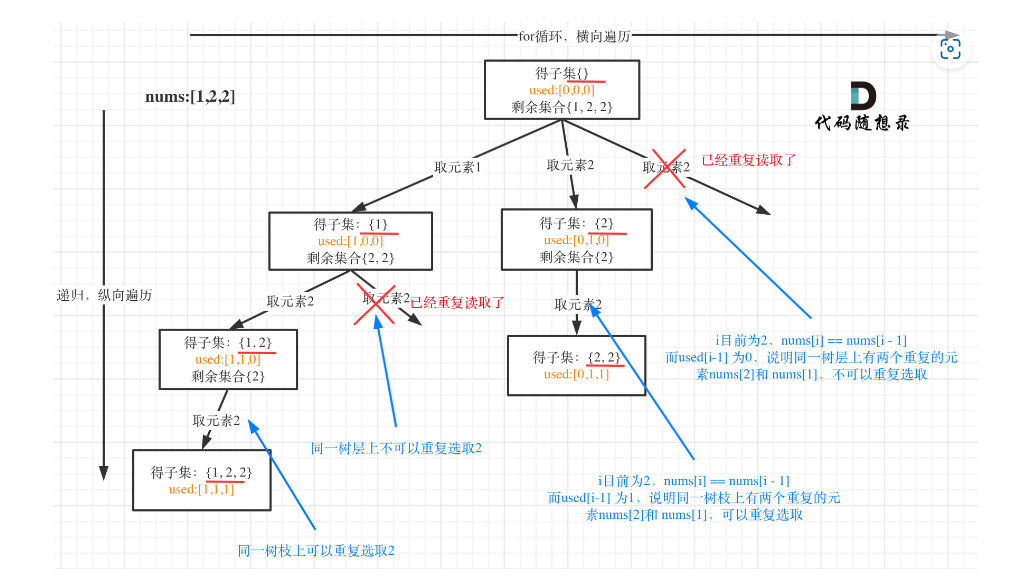 for循环，横向遍历
nums:[1,2,2]
得子集{}
used:[0,0,0]
剩余集合{1, 2, 2}
代码随想录
取元素1
取元素2
取元素2
已经重复读取了
得子集：{1}
used:[1,0,0]
剩余集合{2, 2}
得子集：{2}
used:[0,1,0]
剩余集合{2}
递归，纵向遍历
取元素2
取元素2
已经重复读取了
取元素2
得子集：{1, 2}
used:[1,1,0]
剩余集合{2}
得子集：{2, 2}
used:[0,1,1]
i目前为2，nums[i] == nums[i - 1]
而used[i-1] 为0，说明同一树层上有两个重复的元
素nums[2]和 nums[1]，不可以重复选取
取元素2
同一树层上不可以重复选取2
得子集：{1, 2, 2}
used:[1,1,1]
i目前为2，nums[i] == nums[i - 1]
而used[i-1] 为1，说明同一树枝上有两个重复的元
素nums[2]和 nums[1]，可以重复选取
同一树枝上可以重复选取2